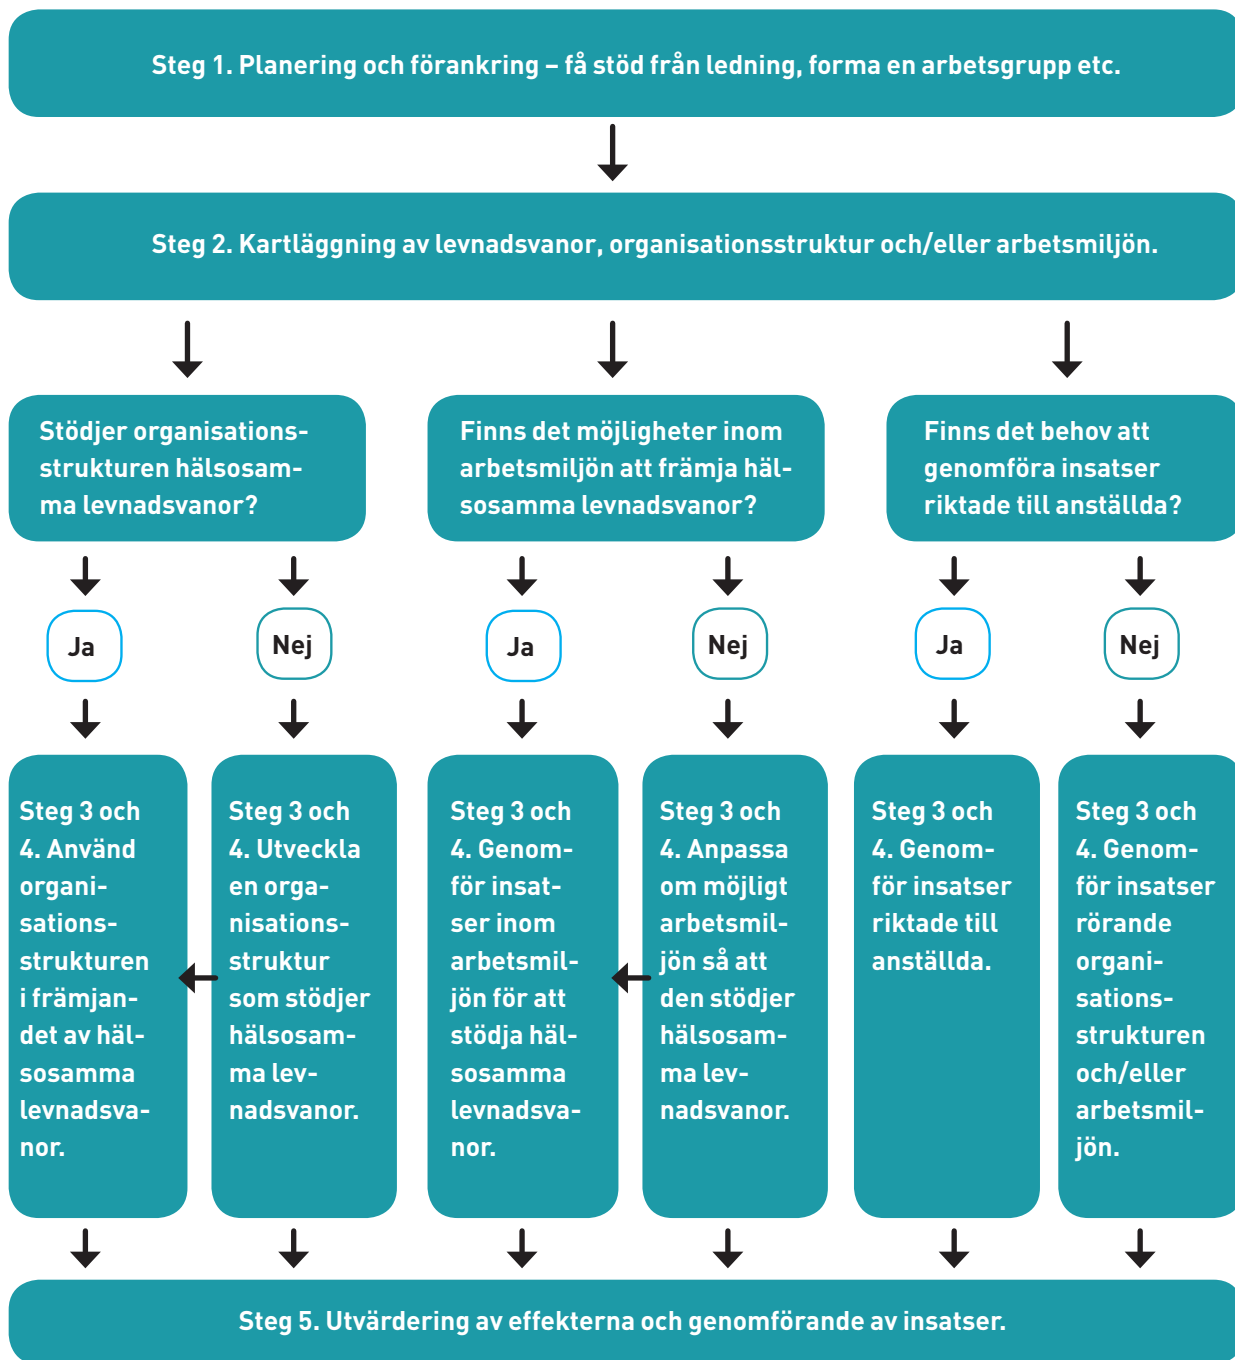 Steg 1. Planering och förankring – få stöd från ledning, forma en arbetsgrupp etc.
Steg 2. Kartläggning av levnadsvanor, organisationsstruktur och/eller arbetsmiljön.
Stödjer organisations-
strukturen hälsosam-
ma levnadsvanor?
Finns det möjligheter inom
arbetsmiljön att främja häl-
sosamma levnadsvanor?
Finns det behov att
genomföra insatser
riktade till anställda?
Ja
Nej
Ja
Nej
Ja
Nej
Steg 3 och
4. Använd
organi-
sations-
strukturen
i främjan-
det av häl-
sosamma
levnadsva-
nor.
Steg 3 och
4. Utveckla
en orga-
nisations-
struktur
som stödjer
hälsosam-
ma lev-
nadsvanor.
Steg 3 och
4. Genom-
för insat-
ser inom
arbetsmil-
jön för att
stödja häl-
sosamma
levnadsva-
nor.
Steg 3 och
4. Anpassa
om möjligt
arbetsmil-
jön så att
den stödjer
hälsosam-
ma lev-
nadsvanor.
Steg 3 och
4. Genom-
för insatser
riktade till
anställda.
Steg 3 och
4. Genom-
för insatser
rörande
organi-
sations-
strukturen
och/eller
arbetsmil-
jön.
Steg 5. Utvärdering av effekterna och genomförande av insatser.